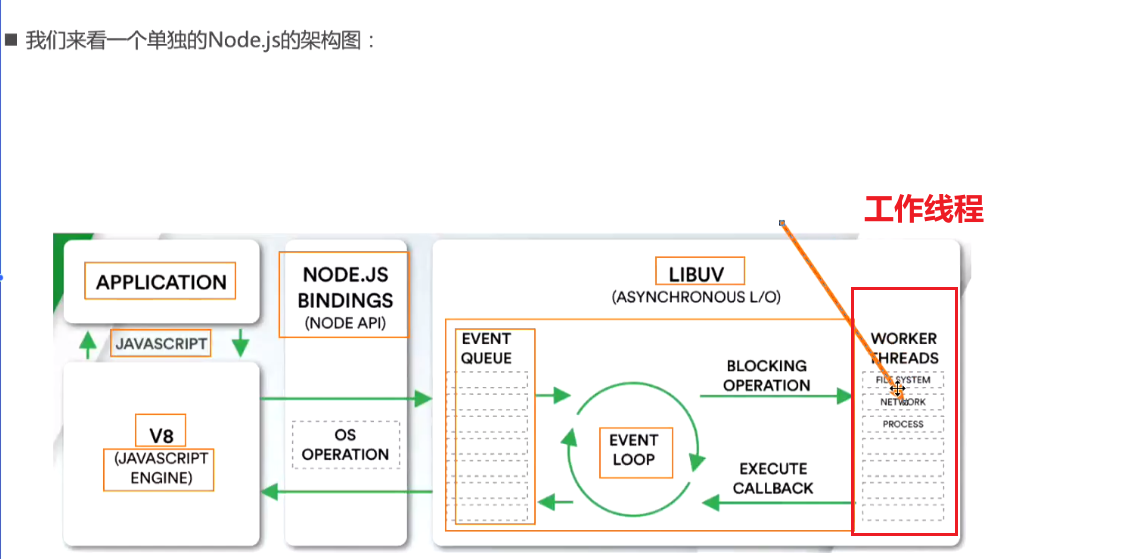 ■ 我们来看一个单独的Node.js的架构图：
工作线程
APPLICATION
JAVASCRIPT
V8
(JAVASCRIPT
ENGINE)
NODE.JS
BINDINGS
(NODE API)
OS
OPERATION
LIBUV
(ASYNCHRONOUS L/O)
EVENT
QUEUE
EVENT
LOOP
BLOCKING
OPERATION
EXECUTE
CALLBACK
WORKER
THREADS
FILE SYSTEM
NETWORK
PROCESS